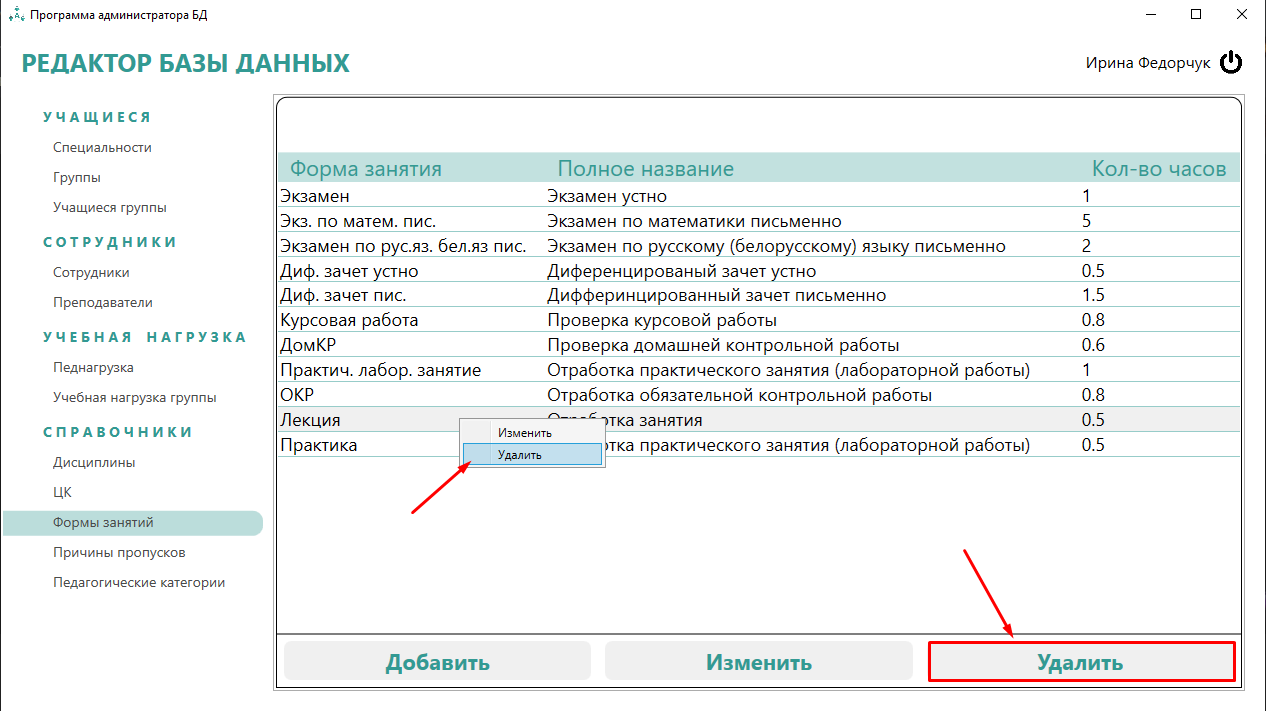 Программа администратора БД
РЕДАКТОР БАЗЫ ДАННЫХ
Ирина Федорчук
УЧАЩИЕСЯ
Специальности
Группы
Учащиеся группы
СОТРУДНИКИ
Сотрудники
Преподаватели
УЧЕБНАЯ НАГРУЗКА
Педнагрузка
Учебная нагрузка группы
СПРАВОЧНИКИ
Дисциплины
ЦК
Формы занятий
Причины пропусков
Педагогические категории
Форма занятия Полное название Кол-во часов
Экзамен Экзамен устно 1
Экз. по матем. пис. Экзамен по математики письменно 5
Экзамен по рус.яз. бел.яз пис. Экзамен по русскому (белорусскому) языку письменно 2
Диф. зачет устно Диференцированый зачет устно 0.5
Диф. зачет пис. Дифферинцированный зачет письменно 1.5
Курсовая работа Проверка курсовой работы 0.8
ДомКР Проверка домашней контрольной работы 0.6
Практич. лабор. занятие Отработка практического занятия (лабораторной работы) 1
ОКР Отработка обязательной контрольной работы 0.8
Лекция Отработка занятия 0.5
Практика практического занятия (лабораторной работы) 0.5
Изменить
Удалить
Добавить Изменить Удалить